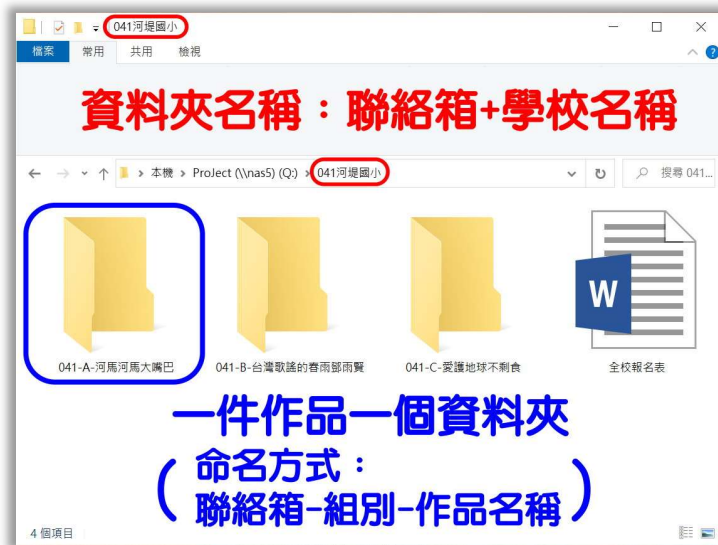 041河堤國小
檔案 常用 共用 檢視
資料夾名稱：聯絡箱+學校名稱
本機 > ProJect (\\nas5) (Q:) > 041河堤國小
搜尋 041...
041-A-河馬河馬大嘴巴
041-B-台灣歌謠的春雨鄧雨賢
041-C-愛護地球不剩食
W
全校報名表
一件作品一個資料夾
(命名方式：
聯絡箱-組別-作品名稱)
4 個項目